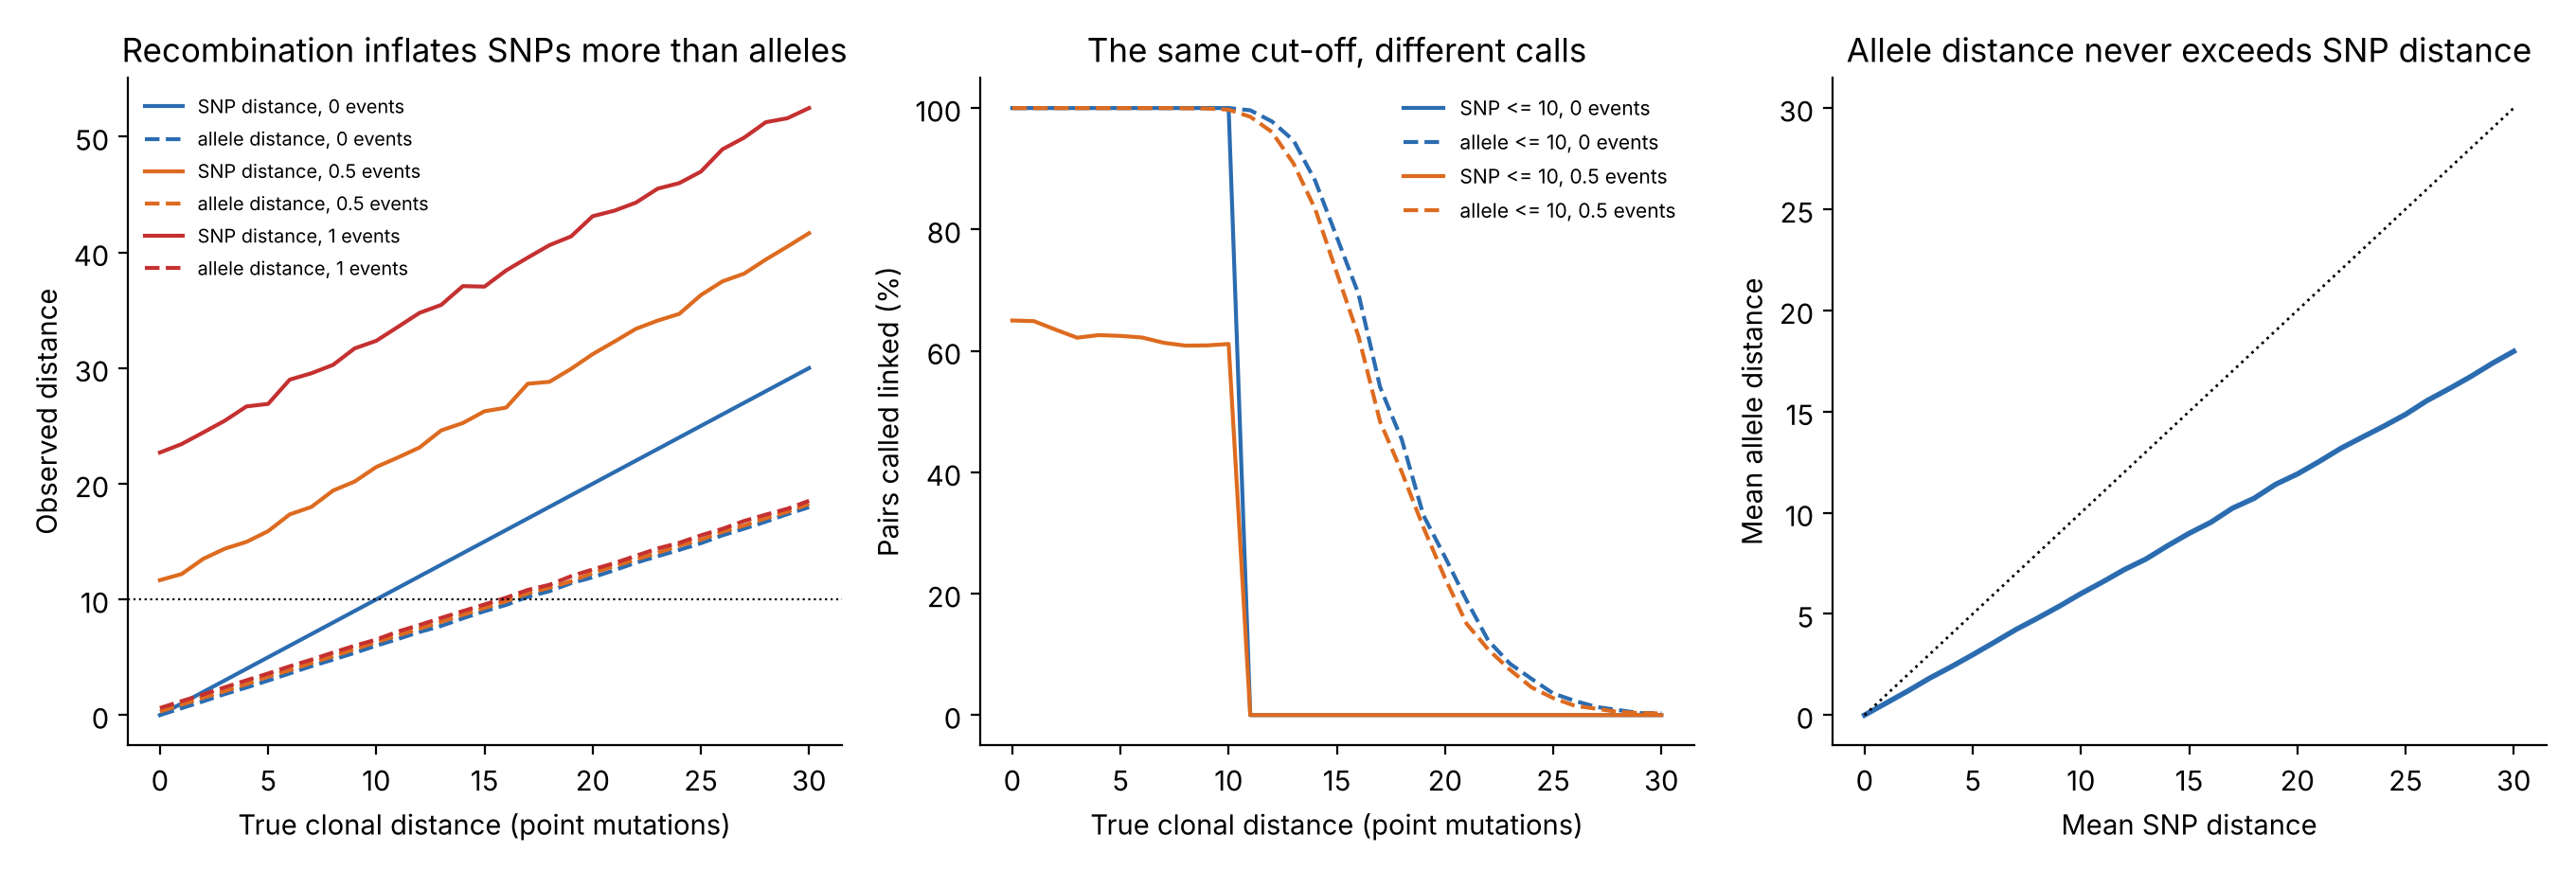 Recombination inflates SNPs more than alleles
SNP distance, 0 events
allele distance, 0 events
SNP distance, 0.5 events
allele distance, 0.5 events
SNP distance, 1 events
allele distance, 1 events
Observed distance
50
40
30
20
10
0
0 5 10 15 20 25 30
True clonal distance (point mutations)
The same cut-off, different calls
SNP <= 10, 0 events
allele <= 10, 0 events
SNP <= 10, 0.5 events
allele <= 10, 0.5 events
Pairs called linked (%)
100
80
60
40
20
0
0 5 10 15 20 25 30
True clonal distance (point mutations)
Allele distance never exceeds SNP distance
Mean allele distance
30
25
20
15
10
5
0
0 5 10 15 20 25 30
Mean SNP distance